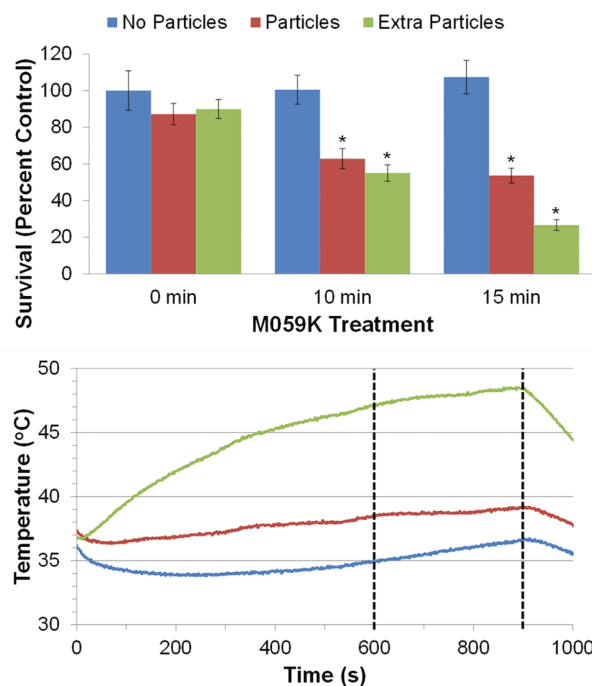 No Particles Particles Extra Particles
120
100
80
60
40
20
0
Survival (Percent Control)
* * * *
0 min 10 min 15 min
M059K Treatment
50
45
40
35
30
Temperature (°C)
0 200 400 600 800 1000
Time (s)